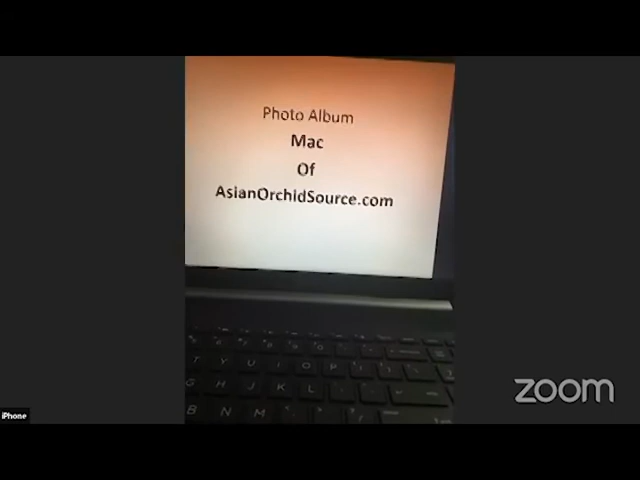 Photo Album
Mac
Of
AsianOrchidSource.com
T Y U I O P
G H J K L
B N M
zoom
iPhone